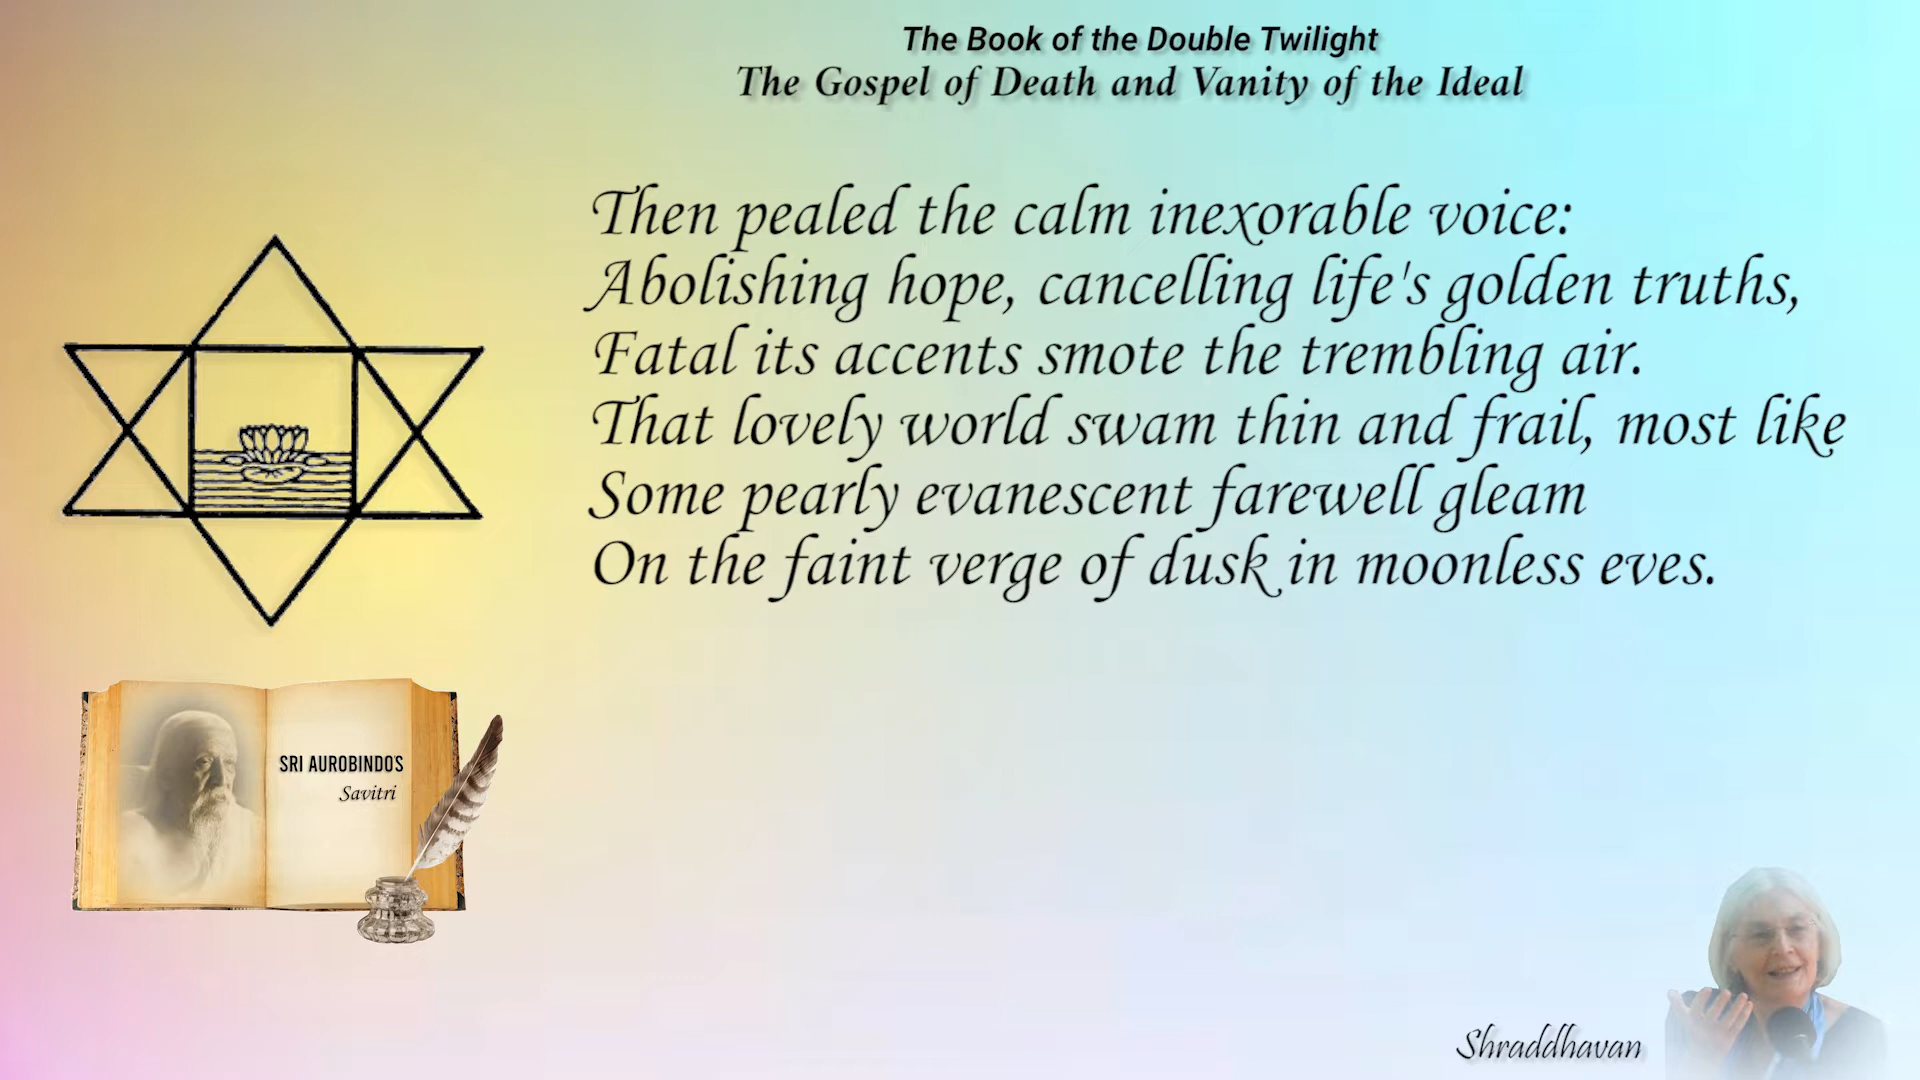 The Book of the Double Twilight
The Gospel of Death and Vanity of the Ideal
Then pealed the calm inexorable voice:
Abolishing hope, cancelling life's golden truths,
Fatal its accents smote the trembling air.
That lovely world swam thin and frail, most like
Some pearly evanescent farewell gleam
On the faint verge of dusk in moonless eves.
SRI AUROBINDO'S
Savitri
Shraddhavan